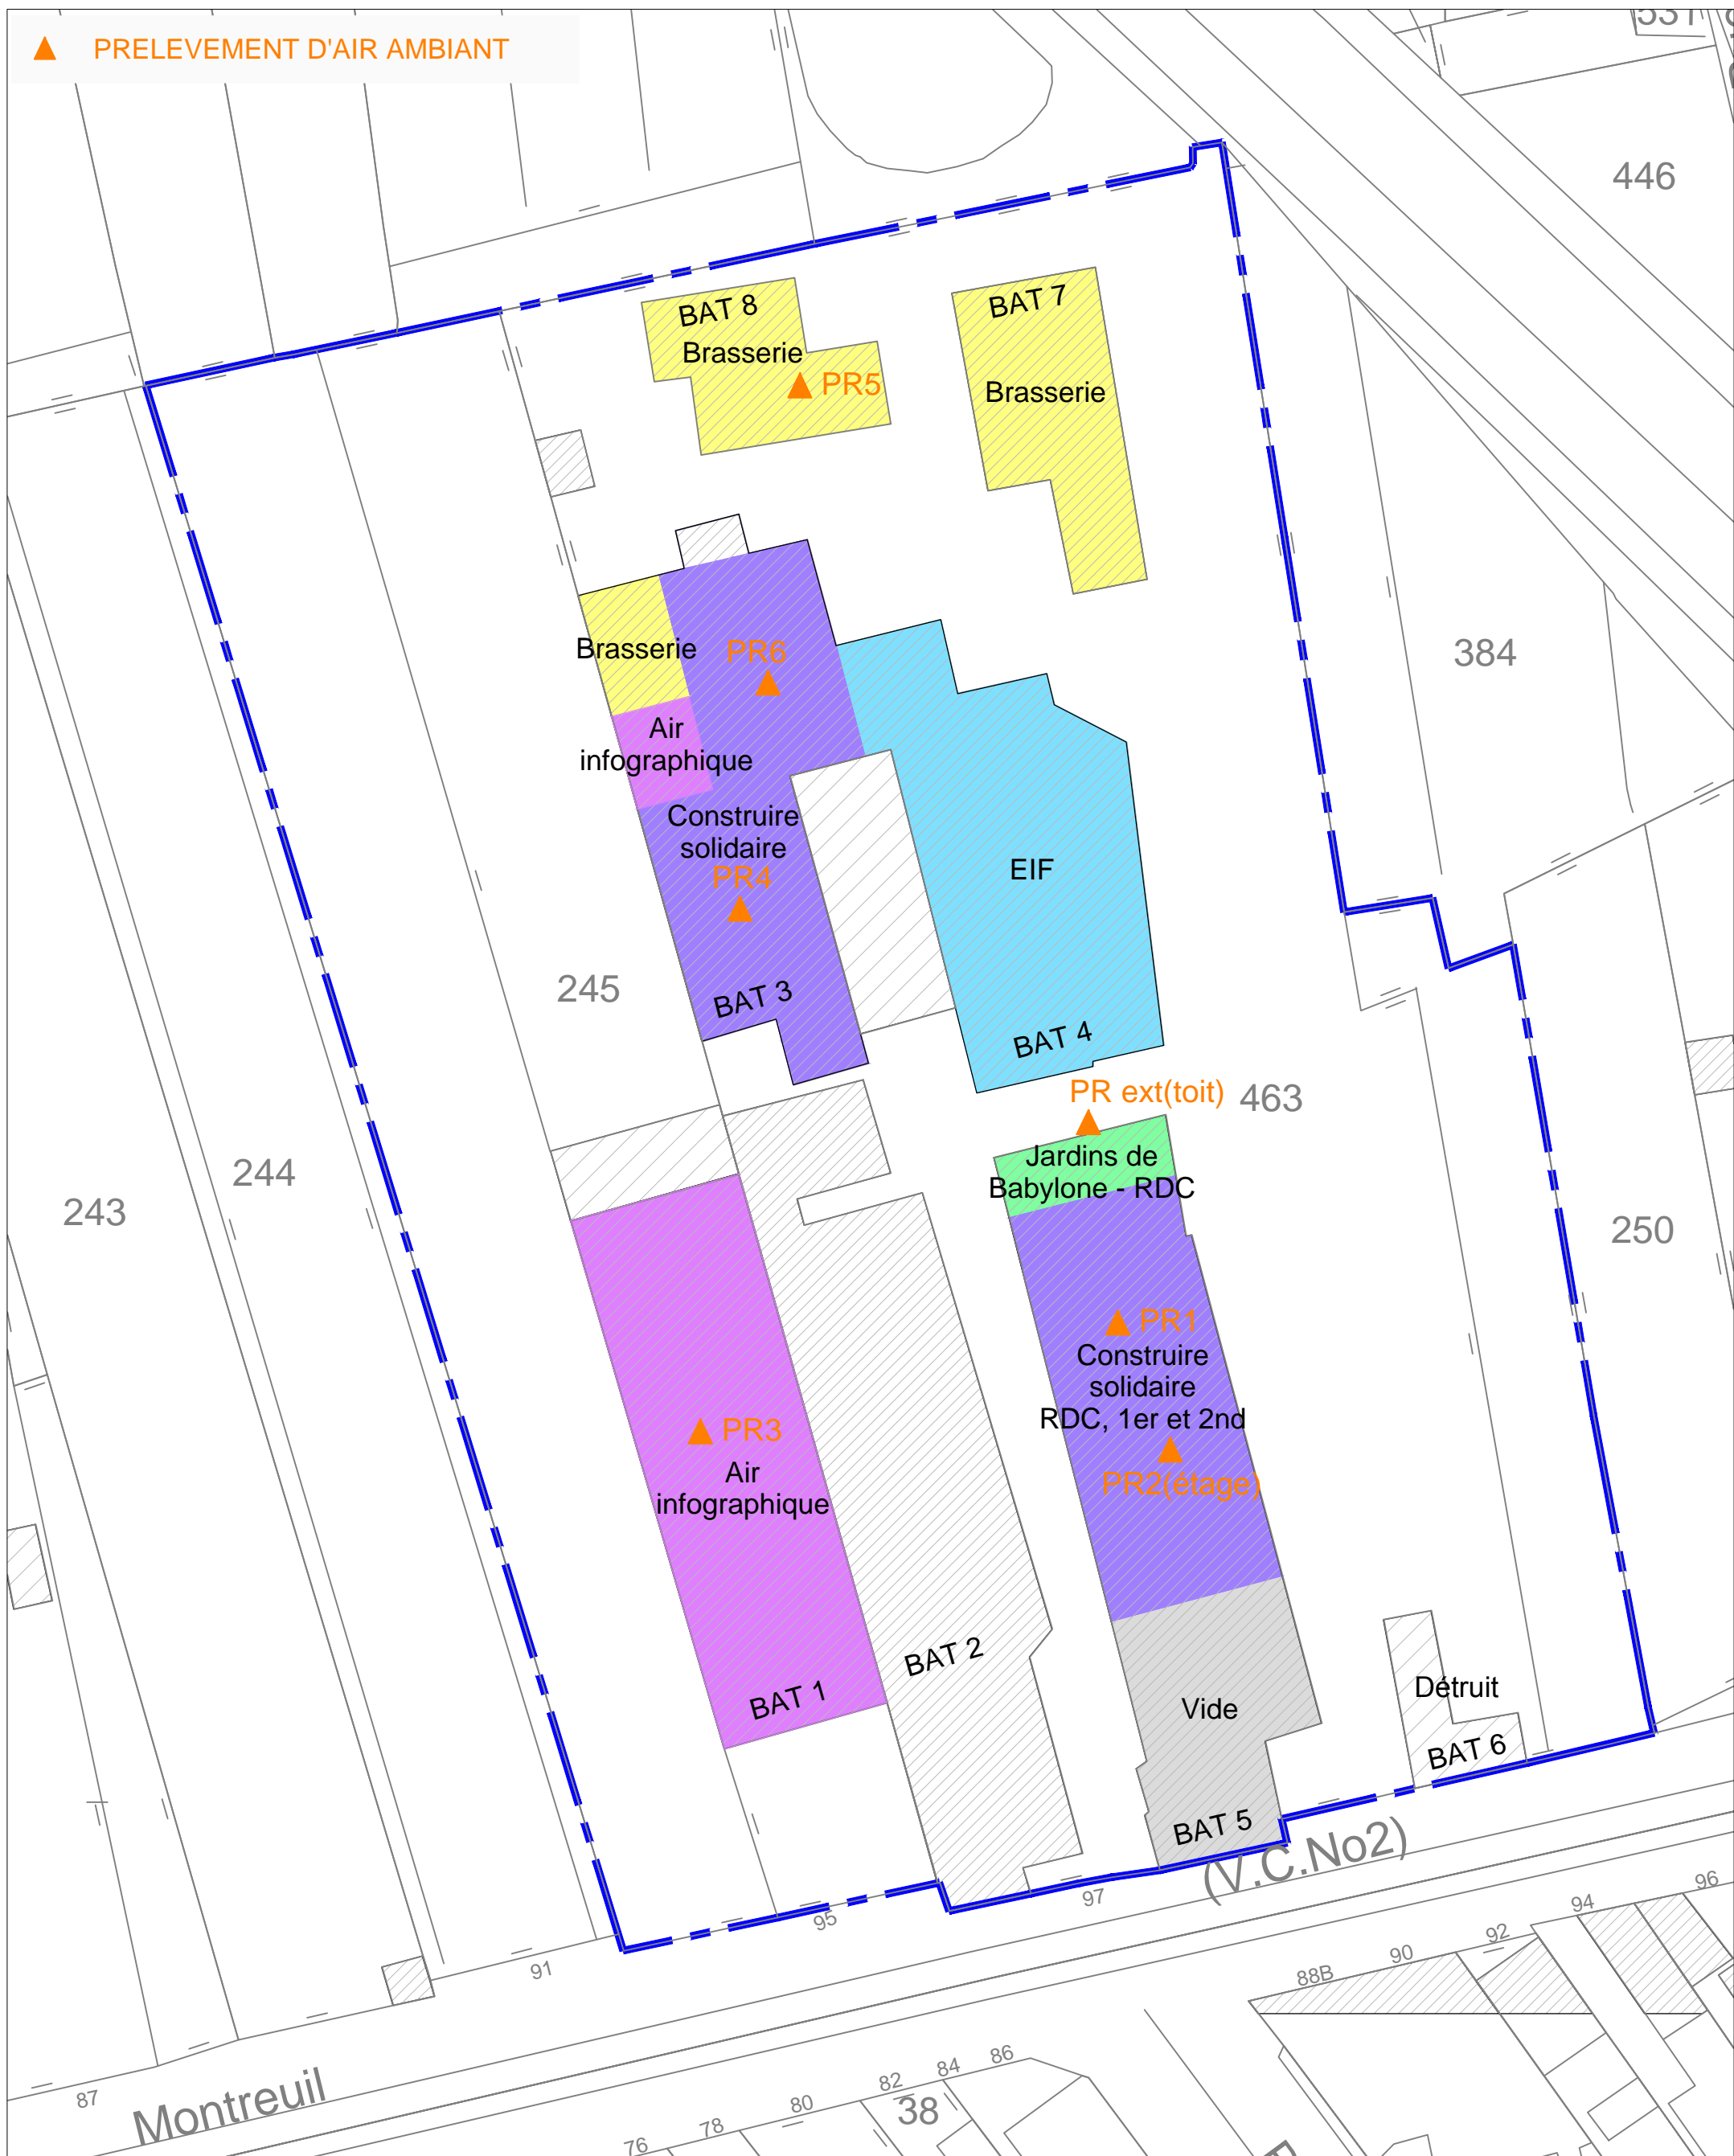 PRELEVEMENT D'AIR AMBIANT
531
446
BAT 8
Brasserie
PR5
BAT 7
Brasserie
Brasserie
PR6
384
Air
infographique
Construire
solidaire
PR4
EIF
245
BAT 3
BAT 4
PR ext(toit)
463
Jardins de
Babylone - RDC
244
243
250
PR1
Construire
solidaire
RDC, 1er et 2nd
PR2(étage)
PR3
Air
infographique
BAT 2
BAT 1
Vide
Détruit
BAT 6
BAT 5
(V.C.No2)
97
95
91
96
94
92
90
88B
86
84
82
80
78
76
38
87
Montreuil